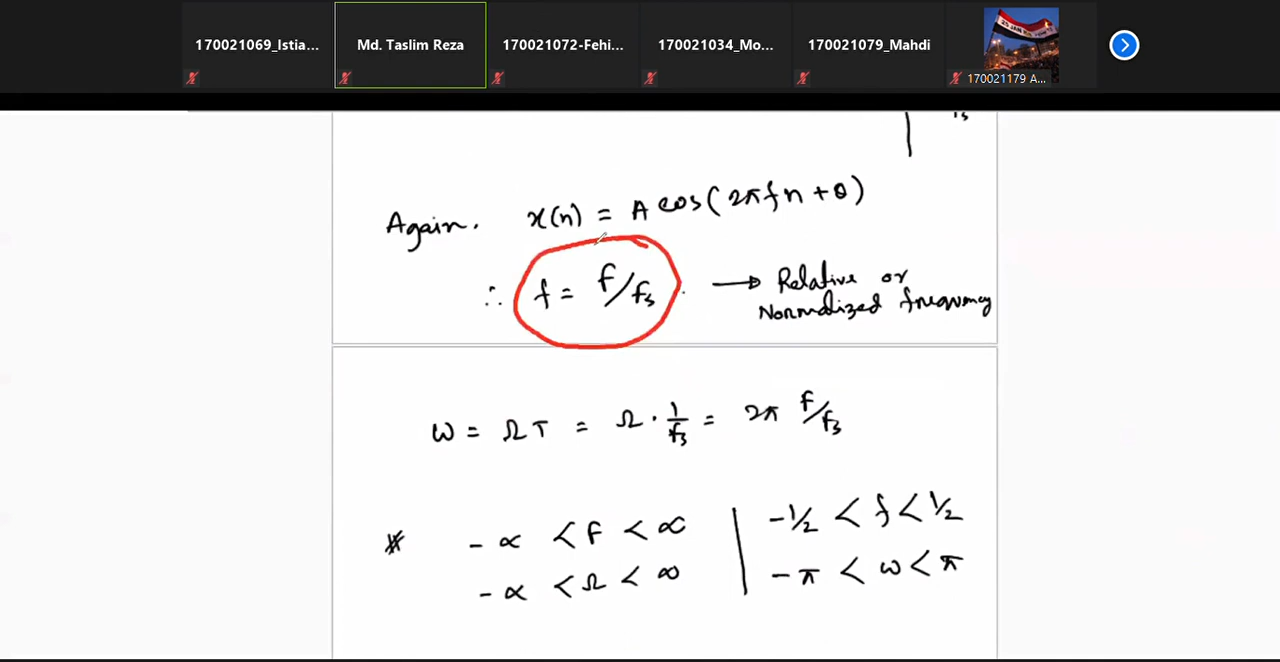 170021069_Istia...
Md. Taslim Reza
170021072-Fehi...
170021034_Mo...
170021079_Mahdi
170021179 A...
Again. x(n) = A cos(2πfn+θ)
∴ f = F/Fs → Relative or
Normalized frequency
ω = ΩT = Ω · 1/Fs = 2π F/Fs
* -∝ < F < ∝ | -1/2 < f < 1/2
-∝ < Ω < ∞ | -π < ω < π